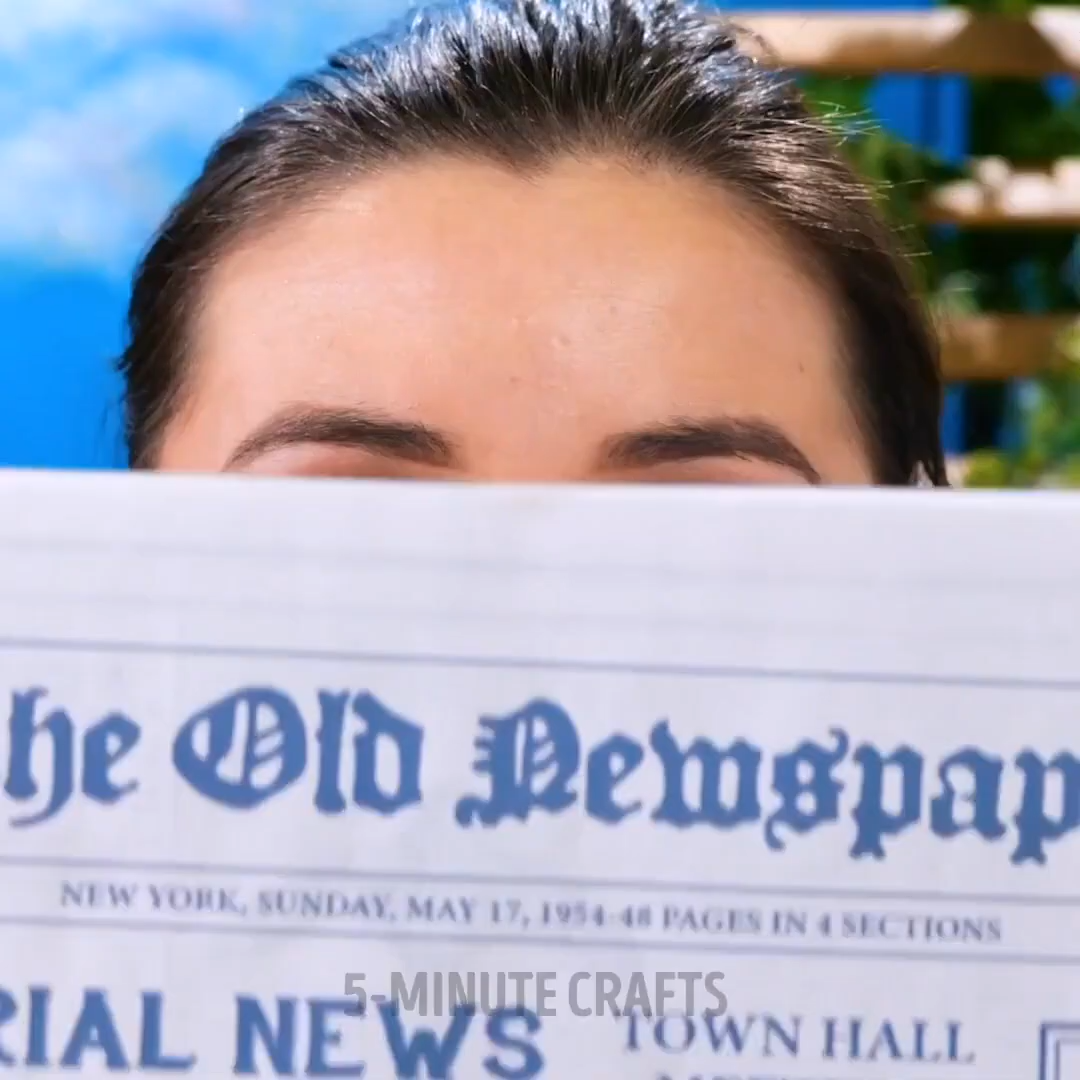 he Old Newspap
NEW YORK, SUNDAY, MAY 17, 1954-48 PAGES IN 4 SECTIONS
RIAL NEWS
TOWN HALL
5-MINUTE CRAFTS